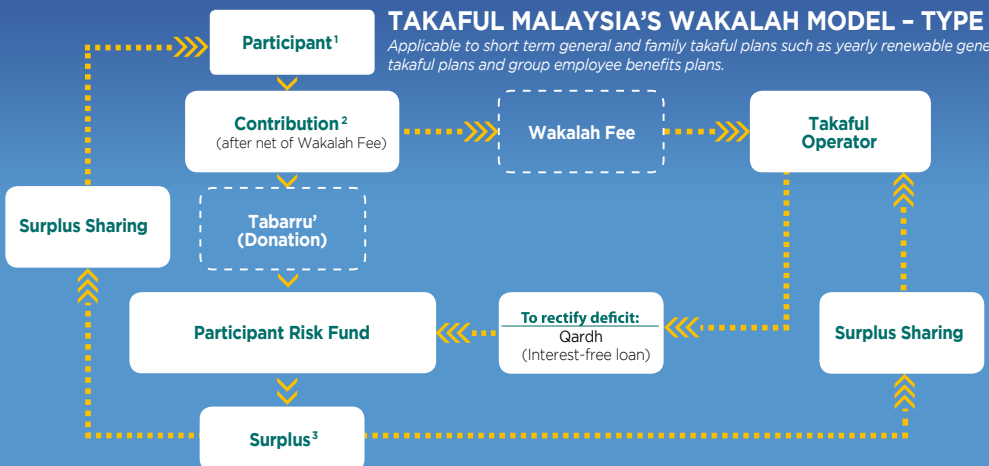 TAKAFUL MALAYSIA'S WAKALAH MODEL – TYPE
Applicable to short term general and family takaful plans such as yearly renewable
takaful plans and group employee benefits plans.
Participant¹
Contribution²
(after net of Wakalah Fee)
Wakalah Fee
Takaful
Operator
Surplus Sharing
Tabarru’
(Donation)
Participant Risk Fund
To rectify deficit:
Qardh
(Interest-free loan)
Surplus Sharing
Surplus³